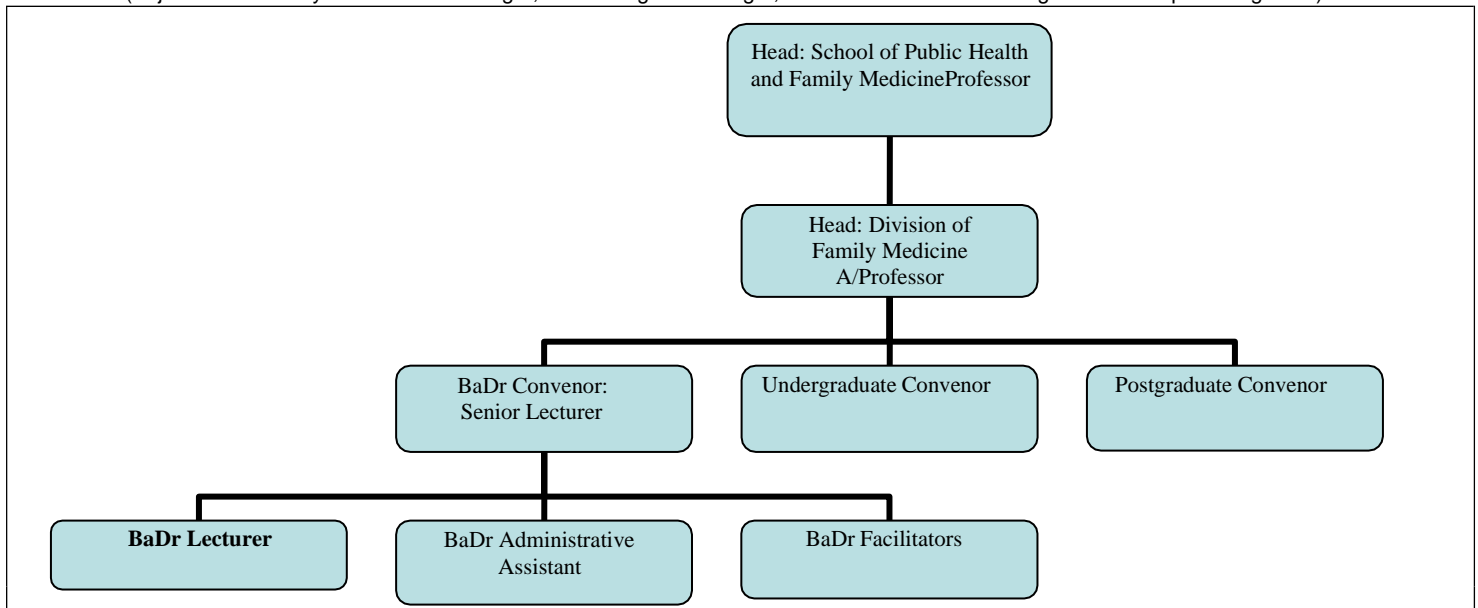 Head: School of Public Health
and Family MedicineProfessor
Head: Division of
Family Medicine
A/Professor
BaDr Convenor:
Senior Lecturer
Undergraduate Convenor
Postgraduate Convenor
BaDr Lecturer
BaDr Administrative
Assistant
BaDr Facilitators